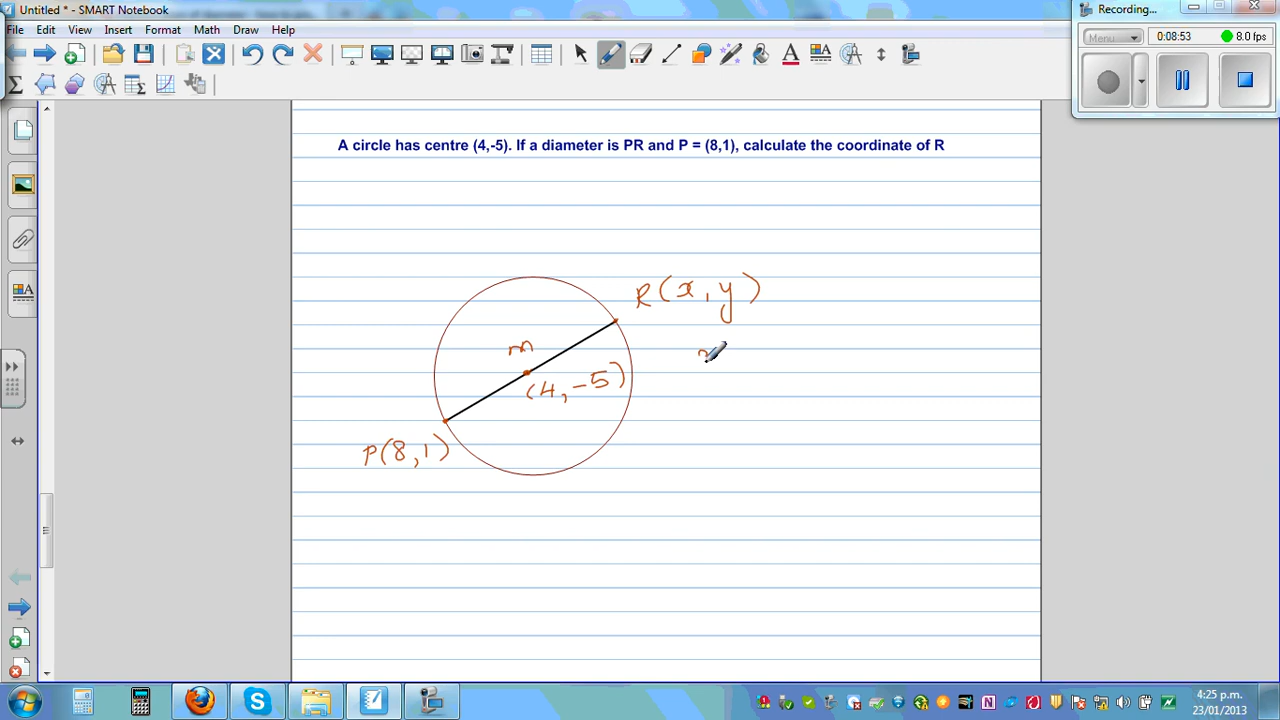 Untitled * - SMART Notebook
Recording...
File Edit View Insert Format Math Draw Help
Menu
0:08:53
8.0 fps
A circle has centre (4,-5). If a diameter is PR and P = (8,1), calculate the coordinate of R
R(x, y)
m
(4, -5)
P(8, 1)
4:25 p.m.
23/01/2013